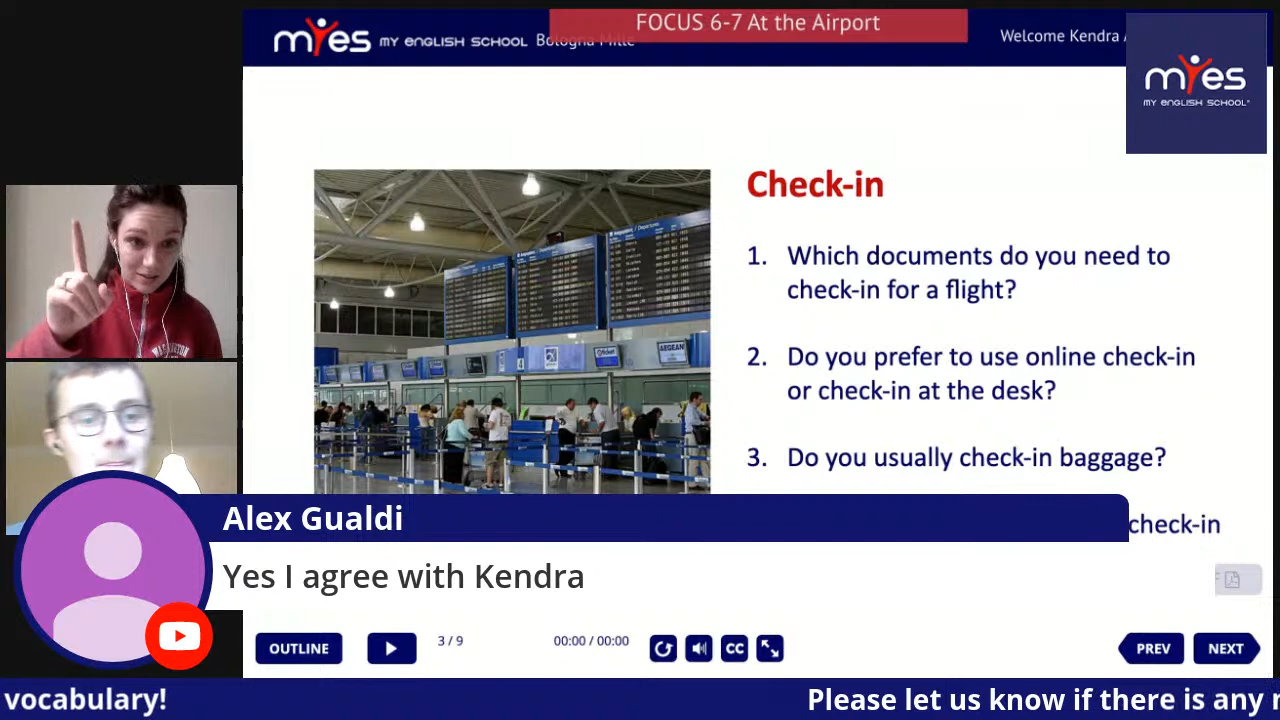 FOCUS 6-7 At the Airport
myes MY ENGLISH SCHOOL Bologna Mille
Welcome Kendra
myes
MY ENGLISH SCHOOL
Check-in
1. Which documents do you need to
check-in for a flight?
2. Do you prefer to use online check-in
or check-in at the desk?
3. Do you usually check-in baggage?
check-in
AEGEAN
Alex Gualdi
Yes I agree with Kendra
OUTLINE
3 / 9
00:00 / 00:00
CC
PREV
NEXT
vocabulary!
Please let us know if there is any